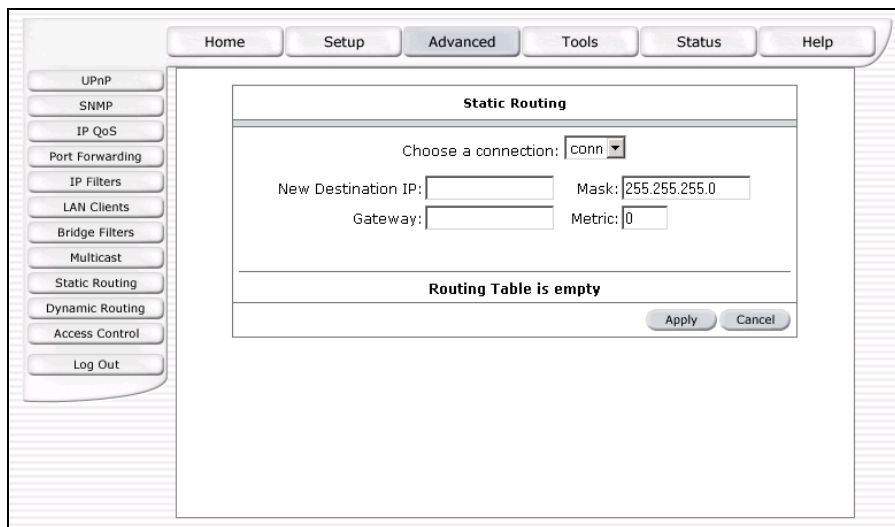 Home Setup Advanced Tools Status Help
UPnP
SNMP
IP QoS
Port Forwarding
IP Filters
LAN Clients
Bridge Filters
Multicast
Static Routing
Dynamic Routing
Access Control
Log Out
Static Routing
Choose a connection: conn
New Destination IP: Mask: 255.255.255.0
Gateway: Metric: 0
Routing Table is empty
Apply Cancel